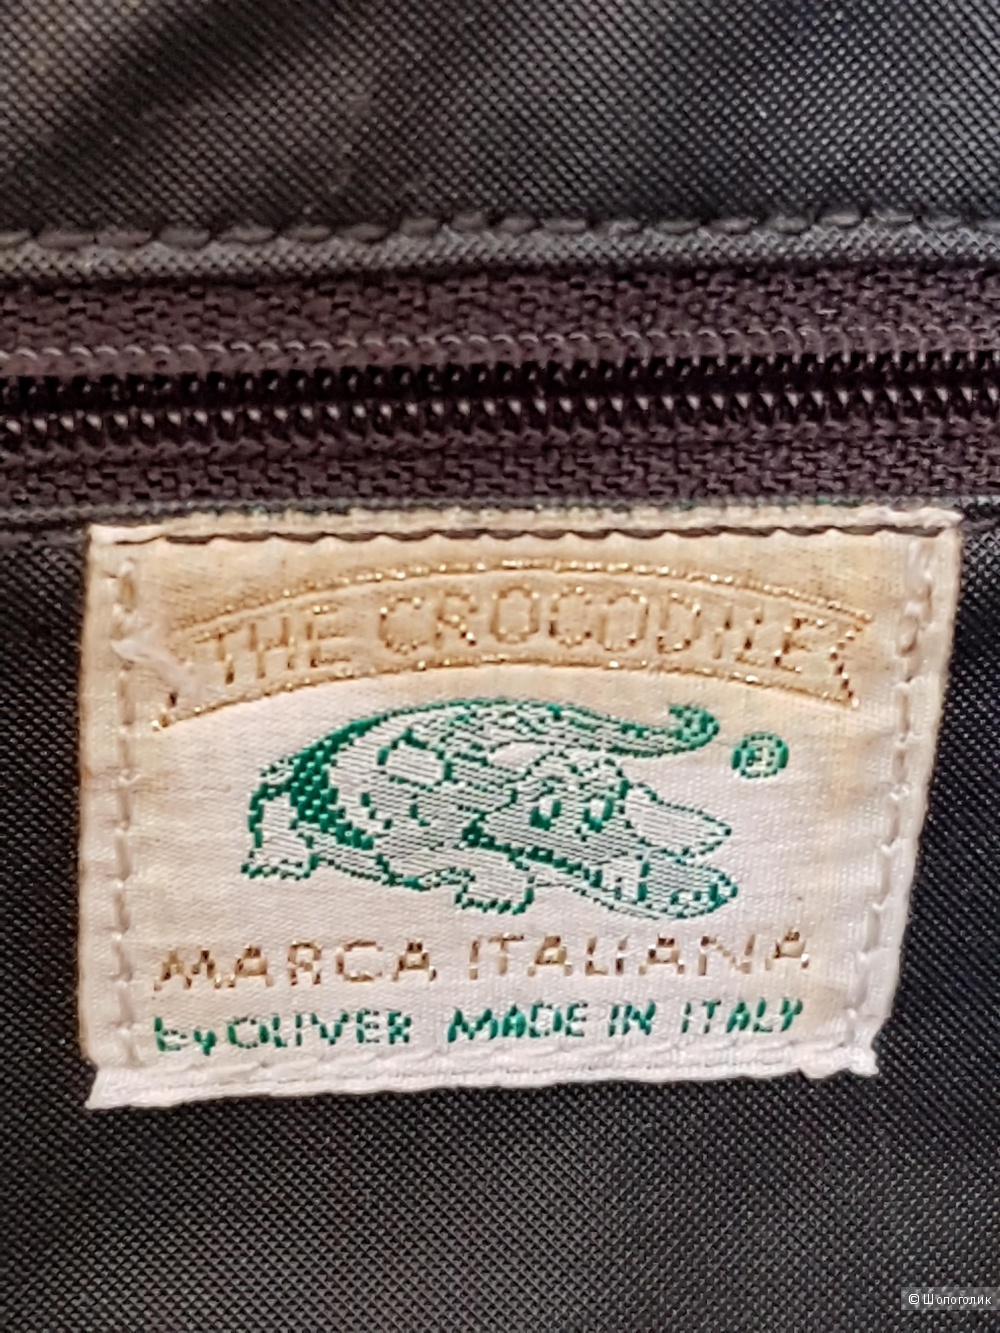 THE CROCODILE
®
MARCA ITALIANA
by OLIVER MADE IN ITALY
© Шопоголик